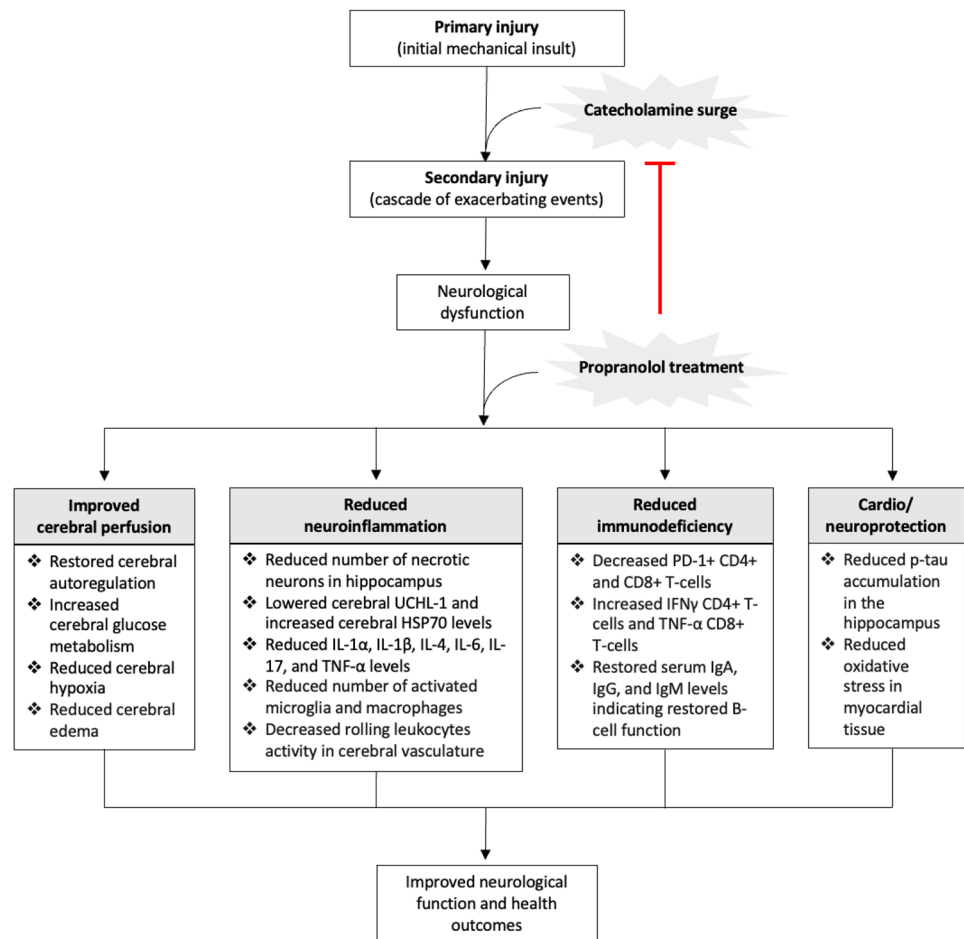 Primary injury
(initial mechanical insult)
Catecholamine surge
Secondary injury
(cascade of exacerbating events)
Neurological
dysfunction
Propranolol treatment
Improved
cerebral perfusion
❖ Restored cerebral
autoregulation
❖ Increased
cerebral glucose
metabolism
❖ Reduced cerebral
hypoxia
❖ Reduced cerebral
edema
Reduced
neuroinflammation
❖ Reduced number of necrotic
neurons in hippocampus
❖ Lowered cerebral UCHL-1 and
increased cerebral HSP70 levels
❖ Reduced IL-1α, IL-1β, IL-4, IL-6, IL-
17, and TNF-α levels
❖ Reduced number of activated
microglia and macrophages
❖ Decreased rolling leukocytes
activity in cerebral vasculature
Reduced
immunodeficiency
❖ Decreased PD-1+ CD4+
and CD8+ T-cells
❖ Increased IFNγ CD4+ T-
cells and TNF-α CD8+
T-cells
❖ Restored serum IgA,
IgG, and IgM levels
indicating restored B-
cell function
Cardio/
neuroprotection
❖ Reduced p-tau
accumulation
in the
hippocampus
❖ Reduced
oxidative
stress in
myocardial
tissue
Improved neurological
function and health
outcomes